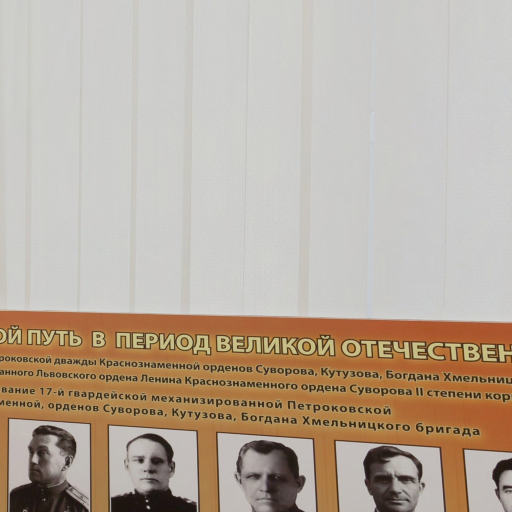 ОЙ ПУТЬ В ПЕРИОД ВЕЛИКОЙ ОТЕЧЕСТВЕН
роковской дважды Краснознаменной орденов Суворова, Кутузова, Богдана Хмельниц
анного Львовского ордена Ленина Краснознаменного ордена Суворова II степени кор
вание 17-й гвардейской механизированной Петроковской
менной, орденов Суворова, Кутузова, Богдана Хмельницкого бригада